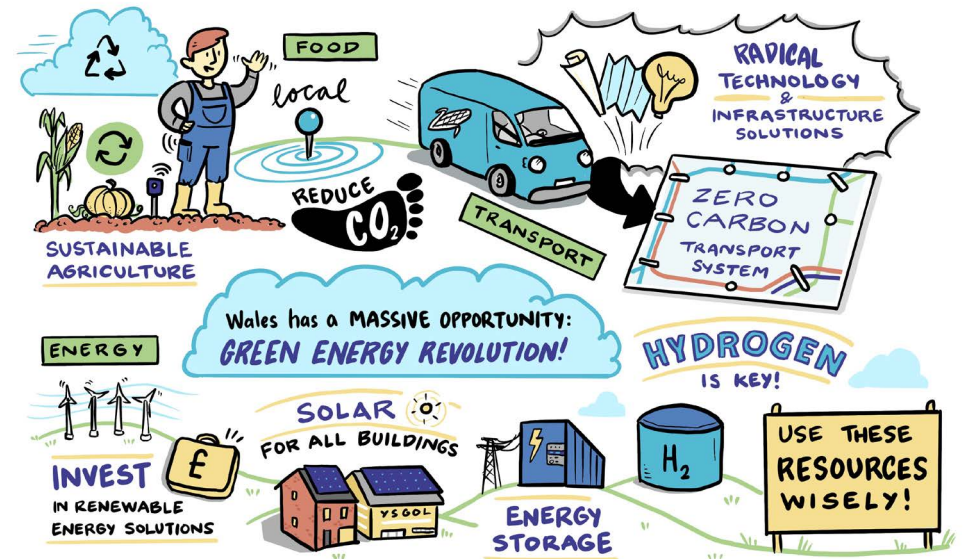 FOOD
local
REDUCE
CO2
SUSTAINABLE
AGRICULTURE
TRANSPORT
RADICAL
TECHNOLOGY
&
INFRASTRUCTURE
SOLUTIONS
ZERO
CARBON
TRANSPORT
SYSTEM
Wales has a MASSIVE OPPORTUNITY:
GREEN ENERGY REVOLUTION!
HYDROGEN
IS KEY!
ENERGY
INVEST
IN RENEWABLE
ENERGY SOLUTIONS
£
SOLAR
FOR ALL BUILDINGS
YSGOL
ENERGY
STORAGE
H2
USE THESE
RESOURCES
WISELY!